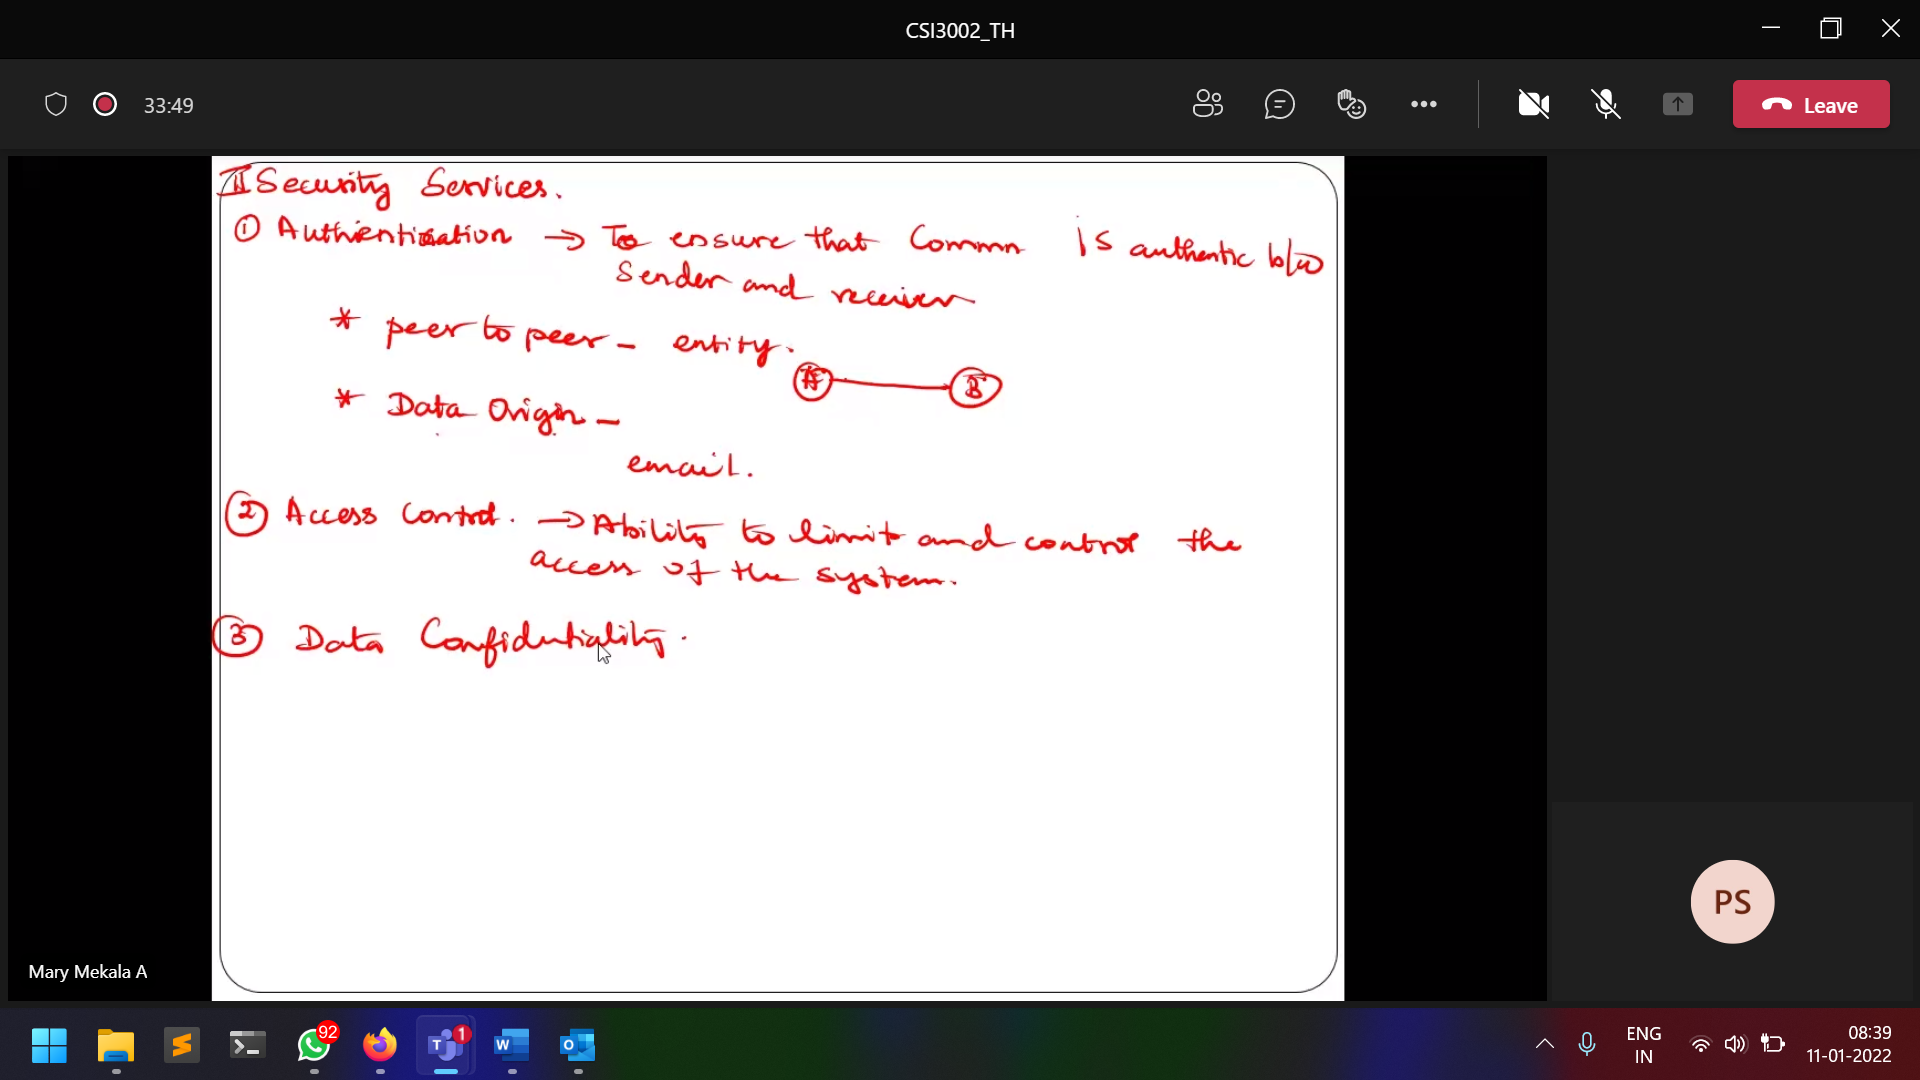 CSI3002_TH
33:49
Leave
II Security Services.
① Authentication → To ensure that Commn is authentic b/w
Sender and receiver
* peer to peer - entity.
A B
* Data Origin -
email.
② Access Control. → Ability to limit and control the
access of the system.
③ Data Confidentiality.
PS
Mary Mekala A
92
1
ENG
IN
08:39
11-01-2022